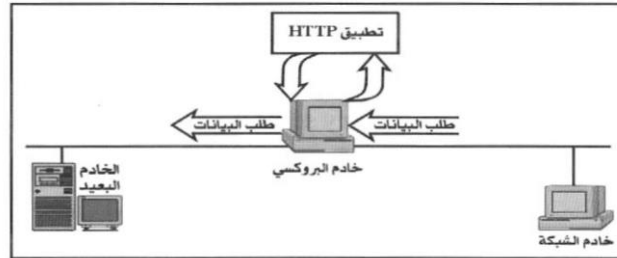 تطبيق HTTP
طلب البيانات
طلب البيانات
خادم البروكسي
الخادم
البعيد
خادم الشبكة